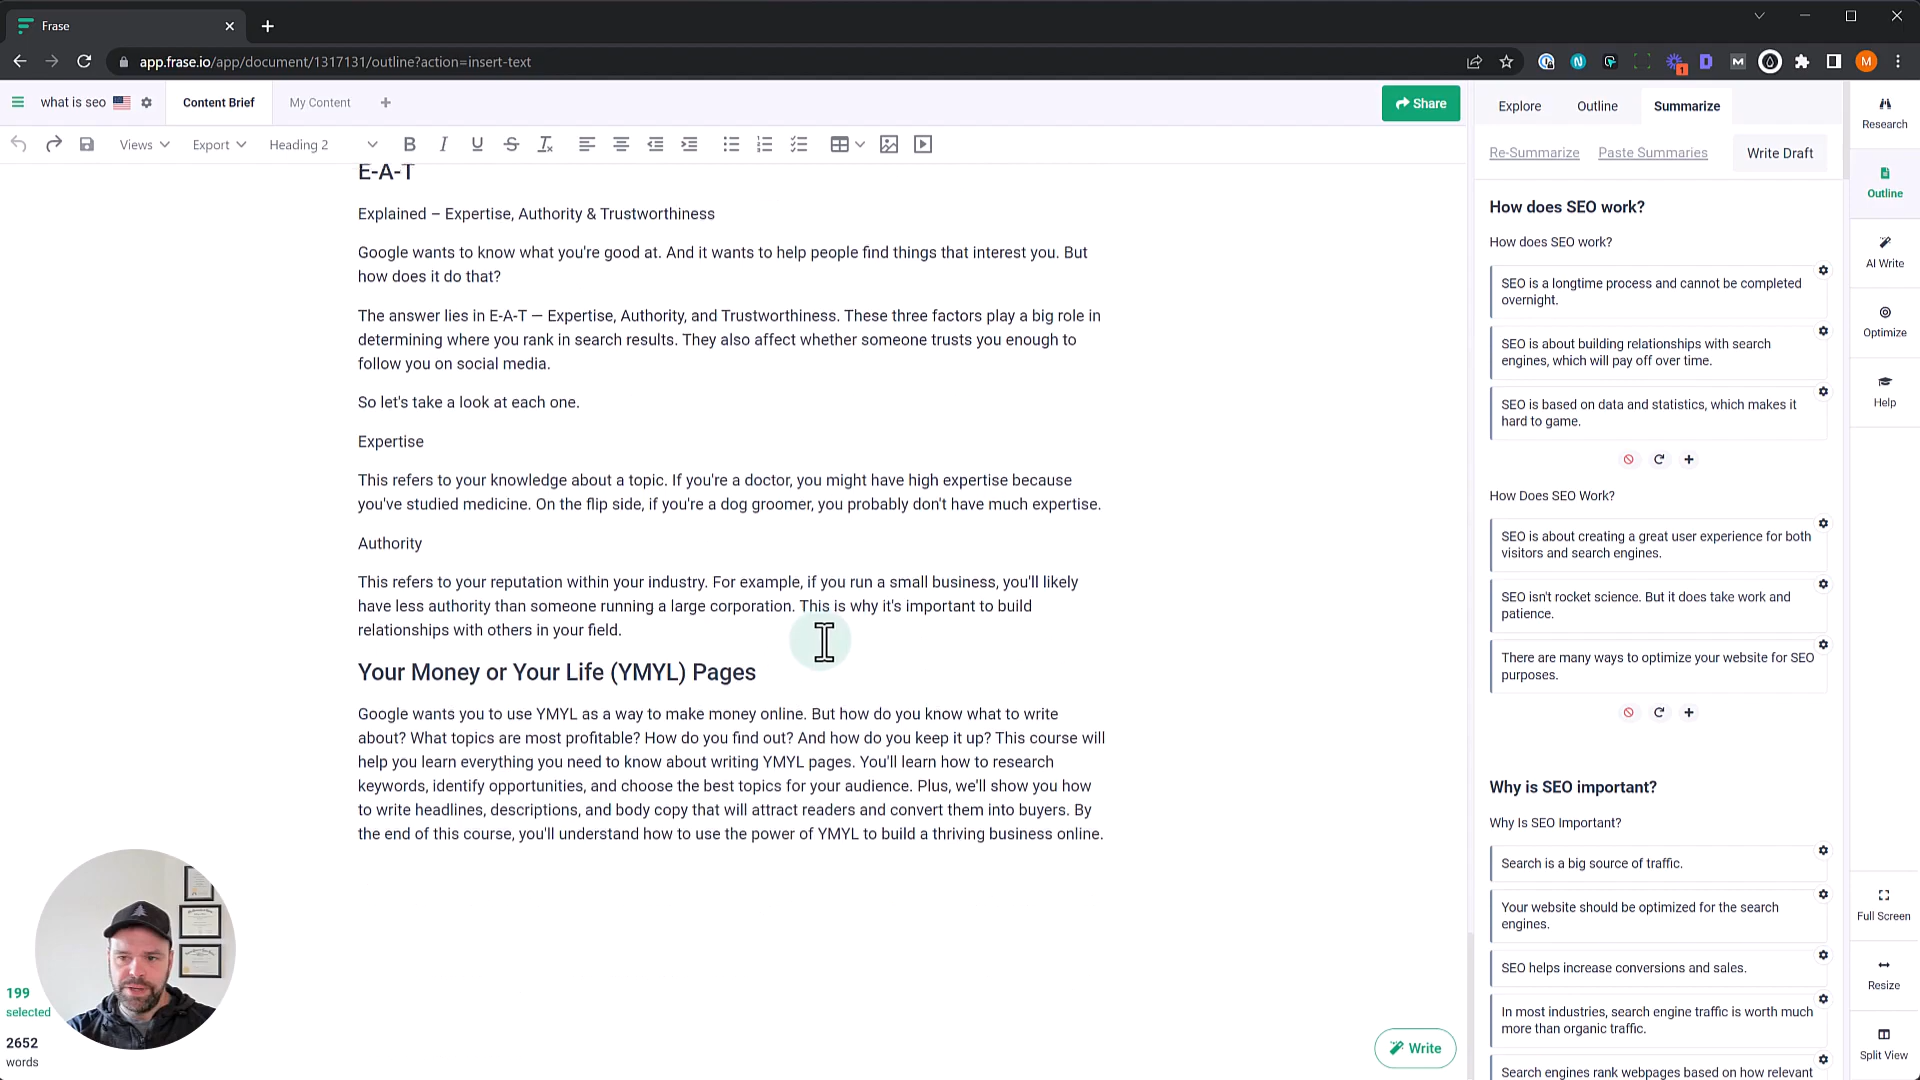 Frase
app.frase.io/app/document/1317131/outline?action=insert-text
1
M
what is seo
Content Brief
My Content
Share
Views
Export
Heading 2
E-A-T
Explained – Expertise, Authority & Trustworthiness
Google wants to know what you're good at. And it wants to help people find things that interest you. But
how does it do that?
The answer lies in E-A-T — Expertise, Authority, and Trustworthiness. These three factors play a big role in
determining where you rank in search results. They also affect whether someone trusts you enough to
follow you on social media.
So let's take a look at each one.
Expertise
This refers to your knowledge about a topic. If you're a doctor, you might have high expertise because
you've studied medicine. On the flip side, if you're a dog groomer, you probably don't have much expertise.
Authority
This refers to your reputation within your industry. For example, if you run a small business, you'll likely
have less authority than someone running a large corporation. This is why it's important to build
relationships with others in your field.
Your Money or Your Life (YMYL) Pages
Google wants you to use YMYL as a way to make money online. But how do you know what to write
about? What topics are most profitable? How do you find out? And how do you keep it up? This course will
help you learn everything you need to know about writing YMYL pages. You'll learn how to research
keywords, identify opportunities, and choose the best topics for your audience. Plus, we'll show you how
to write headlines, descriptions, and body copy that will attract readers and convert them into buyers. By
the end of this course, you'll understand how to use the power of YMYL to build a thriving business online.
199
selected
2652
words
Write
Explore
Outline
Summarize
Re-Summarize
Paste Summaries
Write Draft
How does SEO work?
How does SEO work?
SEO is a longtime process and cannot be completed
overnight.
SEO is about building relationships with search
engines, which will pay off over time.
SEO is based on data and statistics, which makes it
hard to game.
How Does SEO Work?
SEO is about creating a great user experience for both
visitors and search engines.
SEO isn't rocket science. But it does take work and
patience.
There are many ways to optimize your website for SEO
purposes.
Why is SEO important?
Why Is SEO Important?
Search is a big source of traffic.
Your website should be optimized for the search
engines.
SEO helps increase conversions and sales.
In most industries, search engine traffic is worth much
more than organic traffic.
Search engines rank webpages based on how relevant
Research
Outline
AI Write
Optimize
Help
Full Screen
Resize
Split View